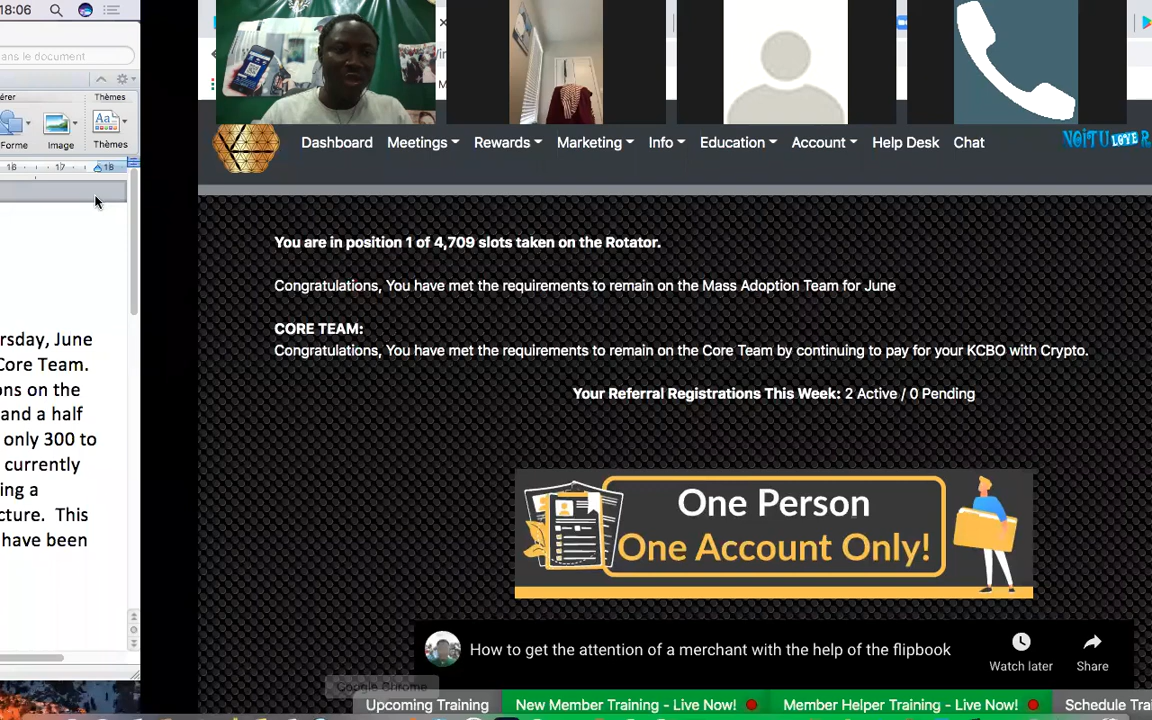 18:06
ans le document
érer
Thèmes
Forme
Image
Thèmes
16
17
18
rsday, June
Core Team.
ons on the
and a half
only 300 to
currently
ing a
cture. This
have been
Dashboard
Meetings
Rewards
Marketing
Info
Education
Account
Help Desk
Chat
You are in position 1 of 4,709 slots taken on the Rotator.
Congratulations, You have met the requirements to remain on the Mass Adoption Team for June
CORE TEAM:
Congratulations, You have met the requirements to remain on the Core Team by continuing to pay for your KCBO with Crypto.
Your Referral Registrations This Week: 2 Active / 0 Pending
One Person
One Account Only!
How to get the attention of a merchant with the help of the flipbook
Watch later
Share
Google Chrome
Upcoming Training
New Member Training - Live Now!
Member Helper Training - Live Now!
Schedule Trai